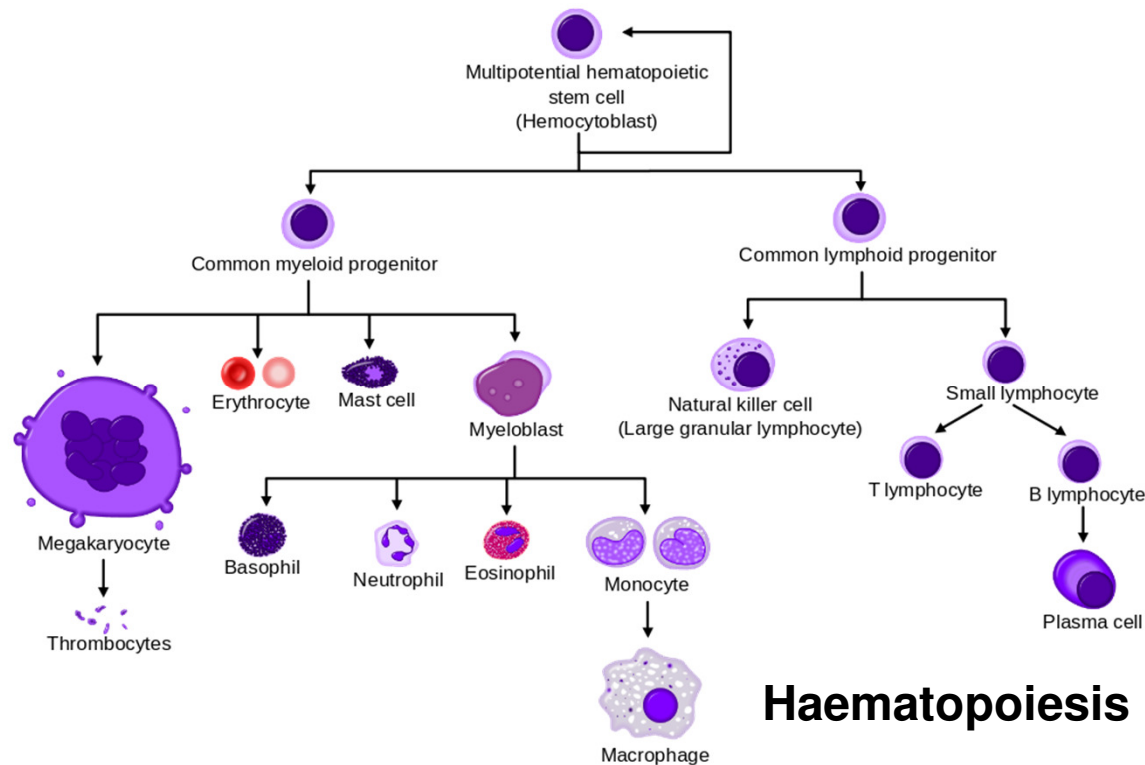 Multipotential hematopoietic
stem cell
(Hemocytoblast)
Common myeloid progenitor
Common lymphoid progenitor
Erythrocyte
Mast cell
Myeloblast
Natural killer cell
(Large granular lymphocyte)
Small lymphocyte
T lymphocyte
B lymphocyte
Megakaryocyte
Basophil
Neutrophil
Eosinophil
Monocyte
Thrombocytes
Plasma cell
Macrophage
Haematopoiesis